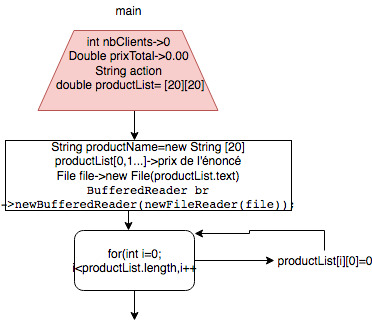 main
int nbClients->0
Double prixTotal->0.00
String action
double productList= [20][20]
String productName=new String [20]
productList[0,1...]->prix de l'énoncé
File file->new File(productList.text)
BufferedReader br
->newBufferedReader(newFileReader(file));
for(int i=0;
i<productList.length,i++
productList[i][0]=0